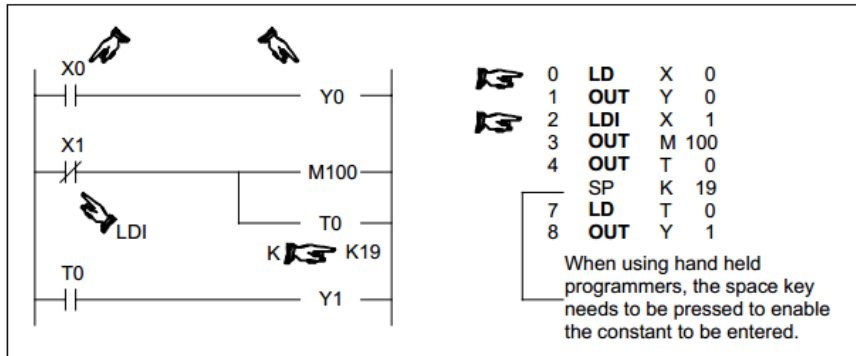 X0
Y0
X1
M100
T0
LDI
K K19
T0
Y1
0 LD X 0
1 OUT Y 0
2 LDI X 1
3 OUT M 100
4 OUT T 0
SP K 19
7 LD T 0
8 OUT Y 1
When using hand held
programmers, the space key
needs to be pressed to enable
the constant to be entered.